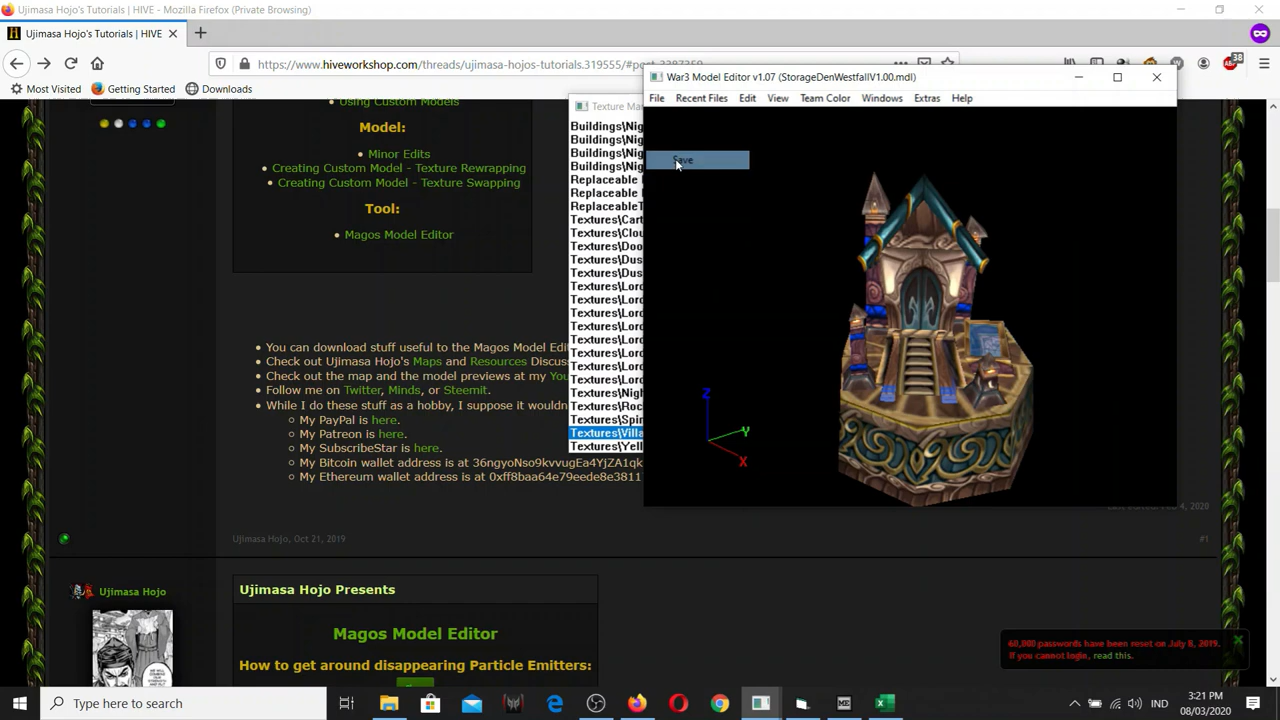 Ujimasa Hojo's Tutorials | HIVE - Mozilla Firefox (Private Browsing)
Ujimasa Hojo's Tutorials | HIVE
https://www.hiveworkshop.com/threads/ujimasa-hojos-tutorials.319555/#post-3387359
38
Most Visited
Getting Started
Downloads
War3 Model Editor v1.07 (StorageDenWestfallV1.00.mdl)
File
Recent Files
Edit
View
Team Color
Windows
Extras
Help
Save
Z
Y
X
Texture Ma
Buildings\Nig
Buildings\Nig
Buildings\Nig
Buildings\Nig
Replaceable
Replaceable
ReplaceableT
Textures\Cart
Textures\Clou
Textures\Doo
Textures\Dus
Textures\Dus
Textures\Gen
Textures\Lord
Textures\Lord
Textures\Lord
Textures\Lord
Textures\Lord
Textures\Lord
Textures\Lord
Textures\Nigh
Textures\Roc
Textures\Spir
Textures\Villa
Textures\Yell
Using Custom Models
Model:
Minor Edits
Creating Custom Model - Texture Rewrapping
Creating Custom Model - Texture Swapping
Tool:
Magos Model Editor
You can download stuff useful to the Magos Model Edi
Check out Ujimasa Hojo's Maps and Resources Discus
Check out the map and the model previews at my You
Follow me on Twitter, Minds, or Steemit.
While I do these stuff as a hobby, I suppose it wouldn
My PayPal is here.
My Patreon is here.
My SubscribeStar is here.
My Bitcoin wallet address is at 36ngyoNso9kvvugEa4YjZA1qk
My Ethereum wallet address is at 0xff8baa64e79eede8e3811
Ujimasa Hojo, Oct 21, 2019
#1
Ujimasa Hojo
Ujimasa Hojo Presents
Magos Model Editor
How to get around disappearing Particle Emitters:
60,000 passwords have been reset on July 8, 2019.
If you cannot login, read this.
Type here to search
IND
3:21 PM
08/03/2020